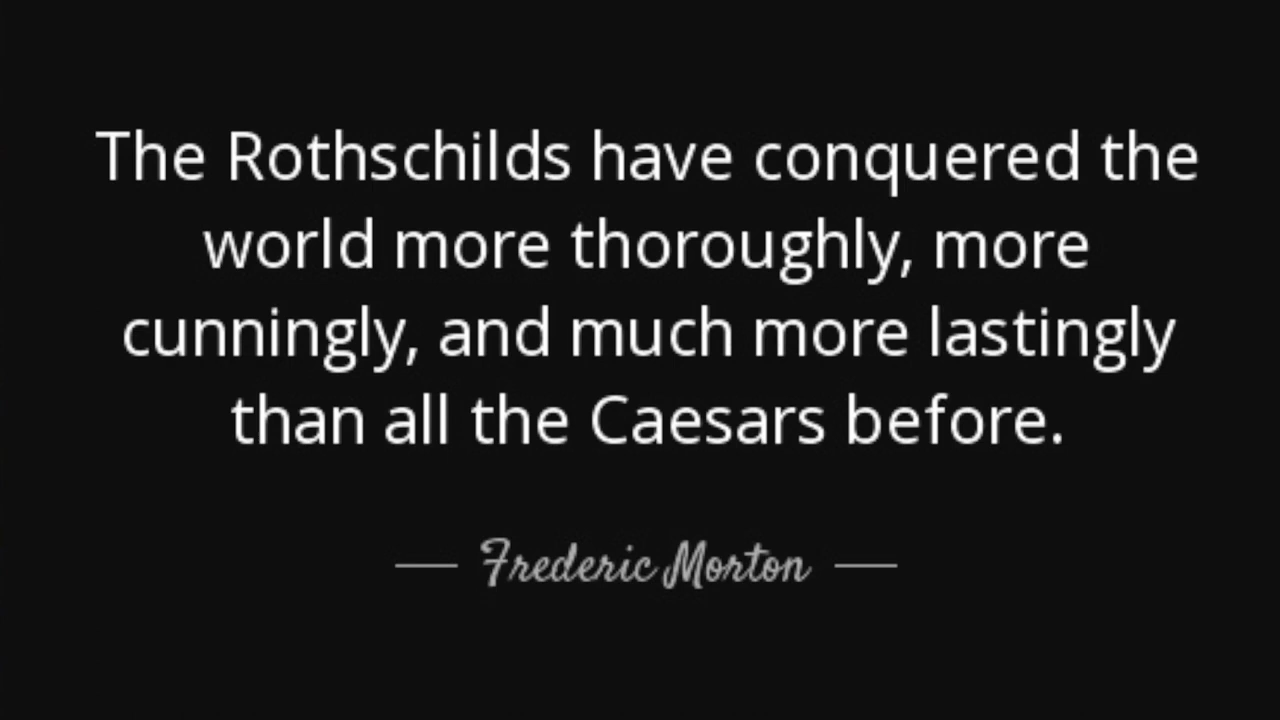 The Rothschilds have conquered the
world more thoroughly, more
cunningly, and much more lastingly
than all the Caesars before.
— Frederic Morton —